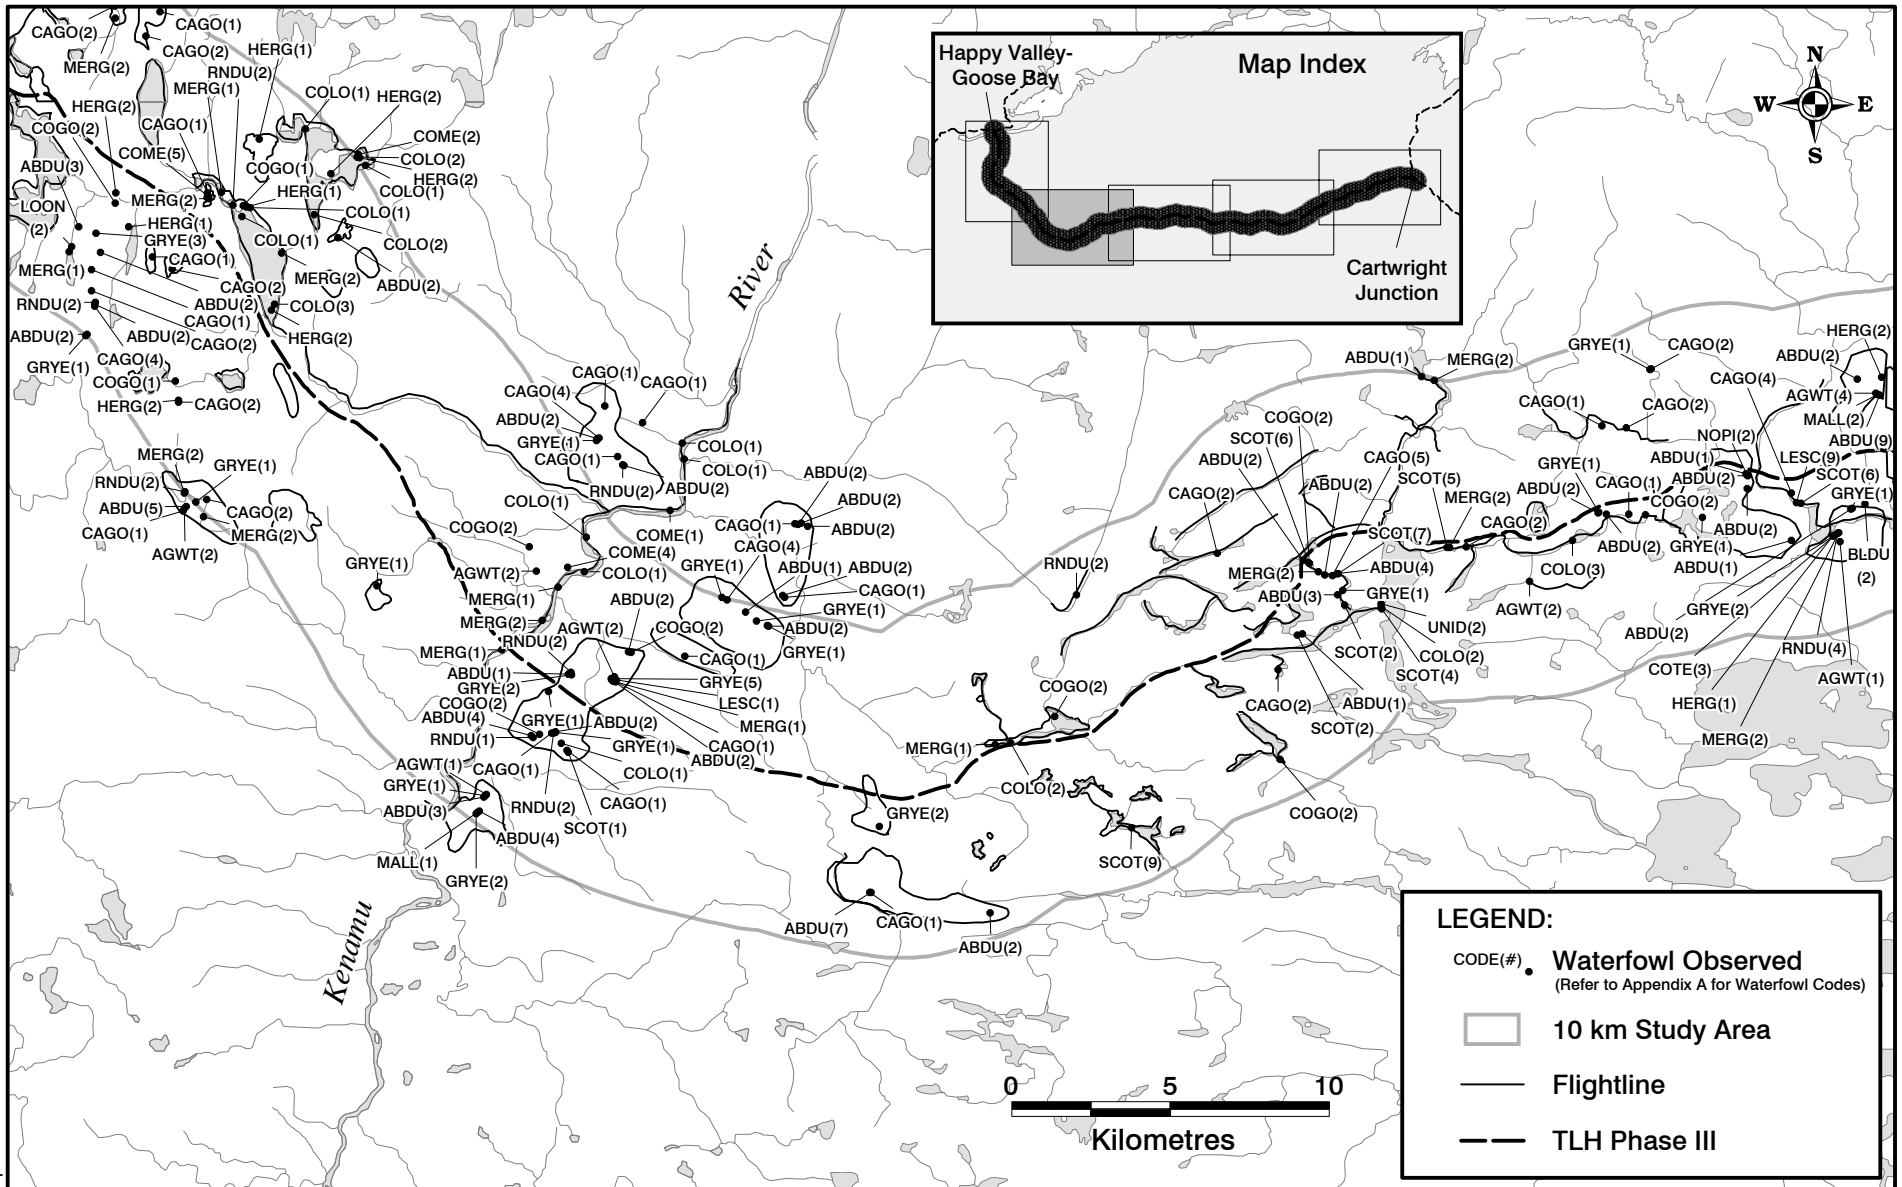 CAGO(2)
CAGO(1)
CAGO(2)
HERG(1)
MERG(2)
RNDU(2)
MERG(1)
COLO(1)
HERG(2)
HERG(2)
COGO(2)
CAGO(1)
COME(2)
COME(5)
COLO(2)
ABDU(3)
COGO(1)
HERG(2)
HERG(1)
COLO(1)
MERG(2)
LOON
(2)
COLO(1)
HERG(1)
GRYE(3)
COLO(1)
COLO(2)
CAGO(1)
MERG(1)
MERG(2)
ABDU(2)
CAGO(2)
RNDU(2)
ABDU(2)
COLO(3)
CAGO(1)
ABDU(2)
ABDU(2)
CAGO(2)
HERG(2)
GRYE(1)
CAGO(4)
COGO(1)
HERG(2)
CAGO(2)
MERG(2)
GRYE(1)
RNDU(2)
ABDU(5)
CAGO(2)
CAGO(1)
MERG(2)
AGWT(2)
GRYE(1)
River
CAGO(1)
CAGO(1)
CAGO(4)
ABDU(2)
GRYE(1)
CAGO(1)
COLO(1)
COLO(1)
RNDU(2)
ABDU(2)
ABDU(2)
ABDU(2)
COLO(1)
CAGO(1)
ABDU(2)
COGO(2)
COME(1)
COME(4)
CAGO(4)
AGWT(2)
COLO(1)
GRYE(1)
ABDU(1)
ABDU(2)
MERG(1)
ABDU(2)
CAGO(1)
GRYE(1)
MERG(2)
AGWT(2)
COGO(2)
ABDU(2)
RNDU(2)
GRYE(1)
MERG(1)
CAGO(1)
ABDU(1)
GRYE(2)
GRYE(5)
COGO(2)
LESC(1)
ABDU(4)
GRYE(1)
ABDU(2)
MERG(1)
RNDU(1)
GRYE(1)
CAGO(1)
ABDU(2)
AGWT(1)
CAGO(1)
COLO(1)
GRYE(1)
RNDU(2)
CAGO(1)
ABDU(3)
SCOT(1)
ABDU(4)
MALL(1)
GRYE(2)
Kenamu
GRYE(2)
ABDU(7)
CAGO(1)
ABDU(2)
RNDU(2)
COGO(2)
MERG(1)
COLO(2)
SCOT(9)
COGO(2)
ABDU(1)
MERG(2)
COGO(2)
SCOT(6)
ABDU(2)
CAGO(5)
CAGO(2)
ABDU(2)
SCOT(5)
MERG(2)
CAGO(2)
SCOT(7)
MERG(2)
ABDU(4)
ABDU(3)
GRYE(1)
UNID(2)
SCOT(2)
COLO(2)
SCOT(4)
CAGO(2)
ABDU(1)
SCOT(2)
GRYE(1)
CAGO(2)
HERG(2)
ABDU(2)
CAGO(4)
AGWT(4)
CAGO(1)
CAGO(2)
MALL(2)
NOPI(2)
ABDU(9)
GRYE(1)
ABDU(1)
LESC(9)
ABDU(2)
CAGO(1)
ABDU(2)
SCOT(6)
COGO(2)
GRYE(1)
ABDU(2)
ABDU(2)
GRYE(1)
BLDU
(2)
COLO(3)
ABDU(1)
AGWT(2)
GRYE(2)
ABDU(2)
COTE(3)
RNDU(4)
AGWT(1)
HERG(1)
MERG(2)
Happy Valley-
Goose Bay
Map Index
Cartwright
Junction
N
W
E
S
0
5
10
Kilometres
LEGEND:
CODE(#)
Waterfowl Observed
(Refer to Appendix A for Waterfowl Codes)
10 km Study Area
Flightline
TLH Phase III